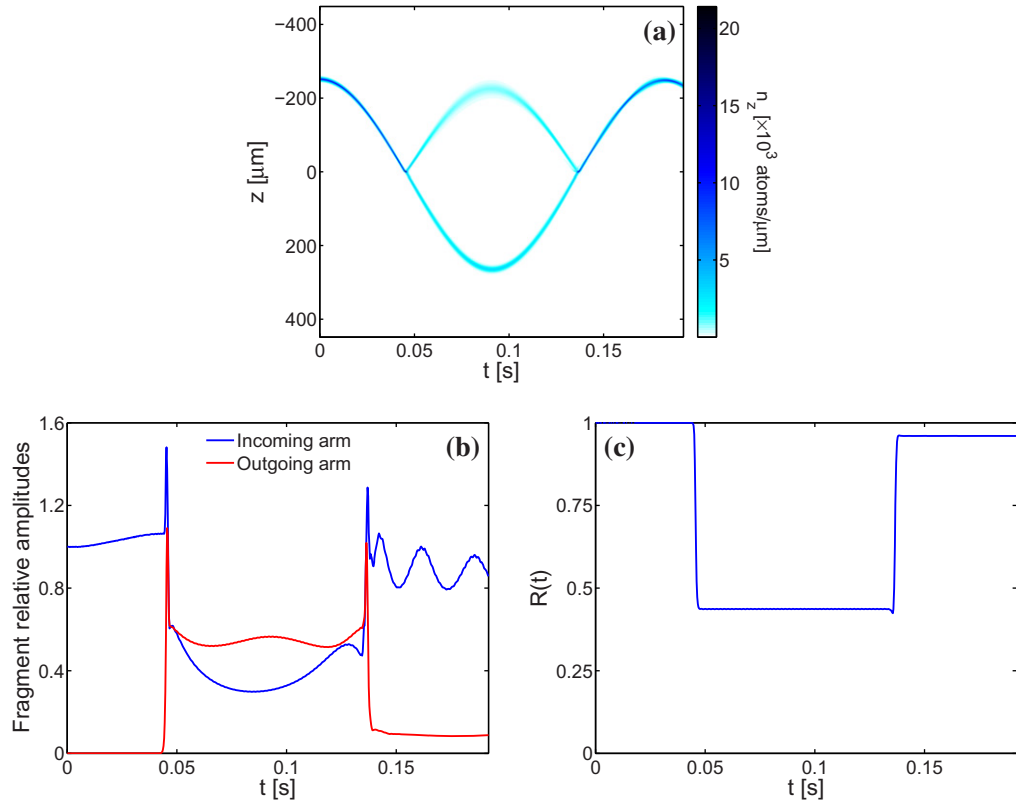 (a)
−400
−200
0
200
400
z [μm]
0
0.05
0.1
0.15
t [s]
20
15
10
5
n_z [×10³ atoms/μm]
(b)
Incoming arm
Outgoing arm
1.6
1.2
0.8
0.4
0
Fragment relative amplitudes
0
0.05
0.1
0.15
t [s]
(c)
1
0.75
0.5
0.25
0
R(t)
0
0.05
0.1
0.15
t [s]